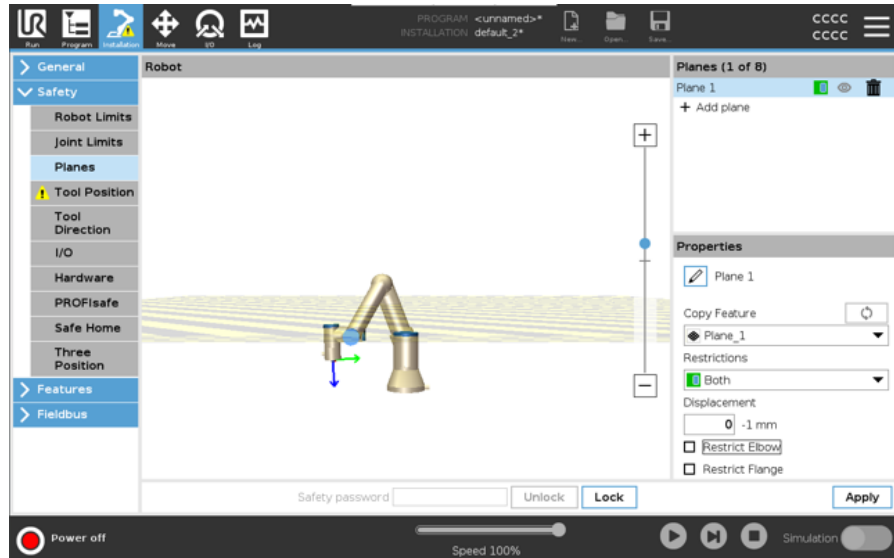 UR
PROGRAM <unnamed>*
INSTALLATION default_2*
Run
Program
Installation
Move
I/O
Log
New...
Open...
Save...
cccc
cccc
General
Safety
Robot Limits
Joint Limits
Planes
Tool Position
Tool
Direction
I/O
Hardware
PROFIsafe
Safe Home
Three
Position
Features
Fieldbus
Robot
Planes (1 of 8)
Plane 1
+ Add plane
Properties
Plane 1
Copy Feature
Plane_1
Restrictions
Both
Displacement
0 -1 mm
Restrict Elbow
Restrict Flange
Safety password
Unlock
Lock
Apply
Power off
Speed 100%
Simulation